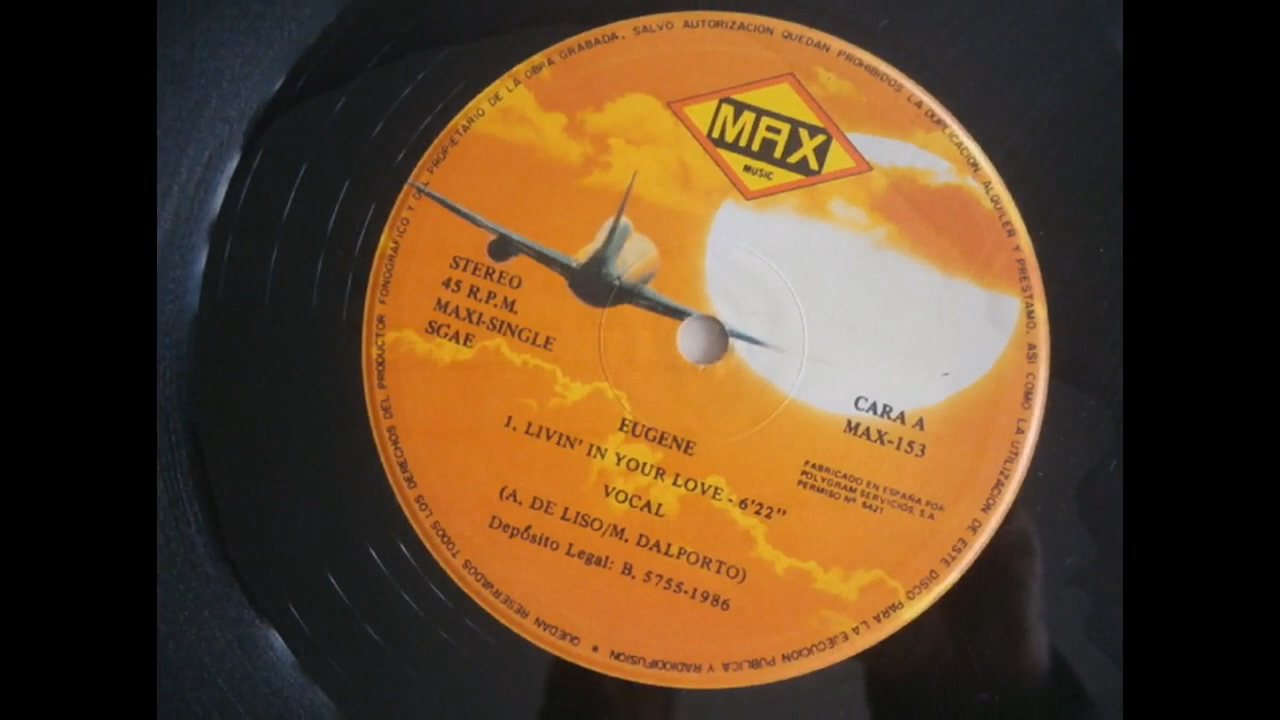 MAX
MUSIC
STEREO
45 R.P.M.
MAXI-SINGLE
SGAE
CARA A
MAX-153
FABRICADO EN ESPAÑA POR
POLYGRAM SERVICIOS, S.A.
PERMISO Nº 5421
EUGENE
1. LIVIN' IN YOUR LOVE - 6'22"
VOCAL
(A. DE LISO/M. DALPORTO)
Depósito Legal: B. 5755-1986
* QUEDAN RESERVADOS TODOS LOS DERECHOS DEL PRODUCTOR FONOGRAFICO Y DEL PROPIETARIO DE LA OBRA GRABADA. SALVO AUTORIZACION QUEDAN PROHIBIDOS LA DUPLICACION ALQUILER Y PRESTAMO. ASI COMO LA UTILIZACION DE ESTE DISCO PARA LA EJECUCION PUBLICA Y RADIODIFUSION